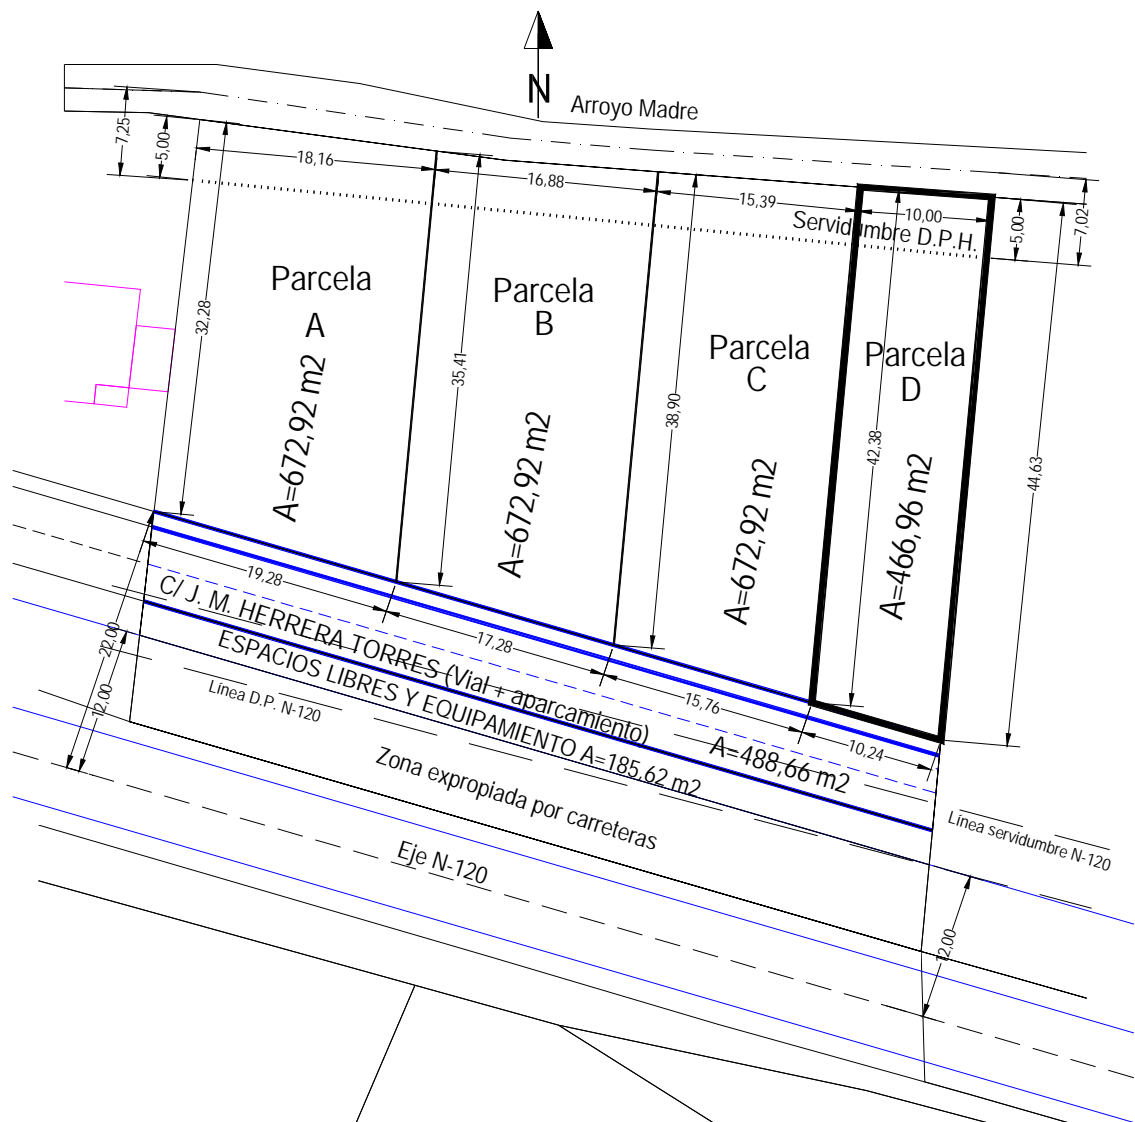 N
Arroyo Madre
7,25
5,00
18,16
16,88
15,39
10,00
5,00
7,02
Servidumbre D.P.H.
Parcela
A
A=672,92 m2
32,28
Parcela
B
A=672,92 m2
35,41
Parcela
C
A=672,92 m2
38,90
Parcela
D
A=466,96 m2
42,38
44,63
19,28
17,28
15,76
10,24
C/ J. M. HERRERA TORRES (Vial + aparcamiento)
A=488,66 m2
ESPACIOS LIBRES Y EQUIPAMIENTO A=185,62 m2
Línea D.P. N-120
22,00
12,00
Zona expropiada por carreteras
Línea servidumbre N-120
Eje N-120
12,00